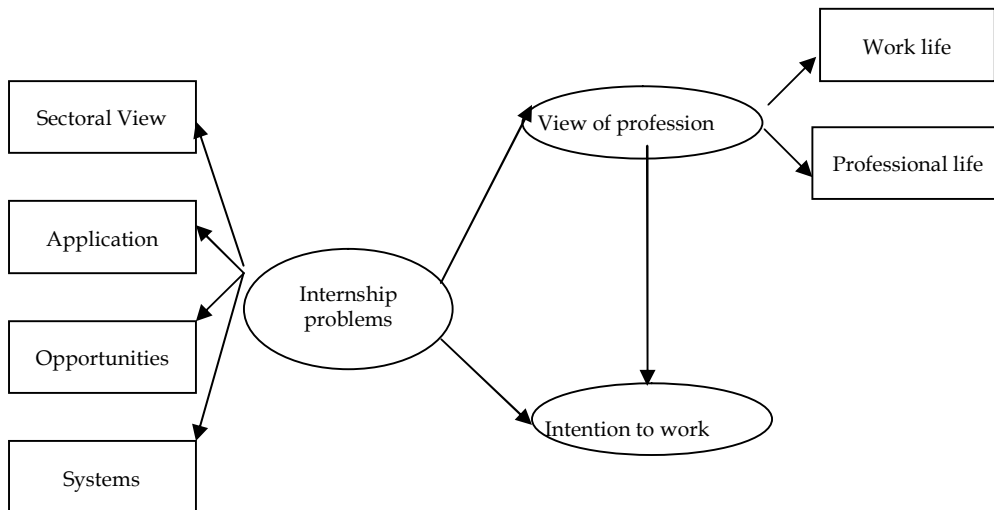 Work life
Sectoral View
View of profession
Professional life
Application
Internship
problems
Opportunities
Intention to work
Systems